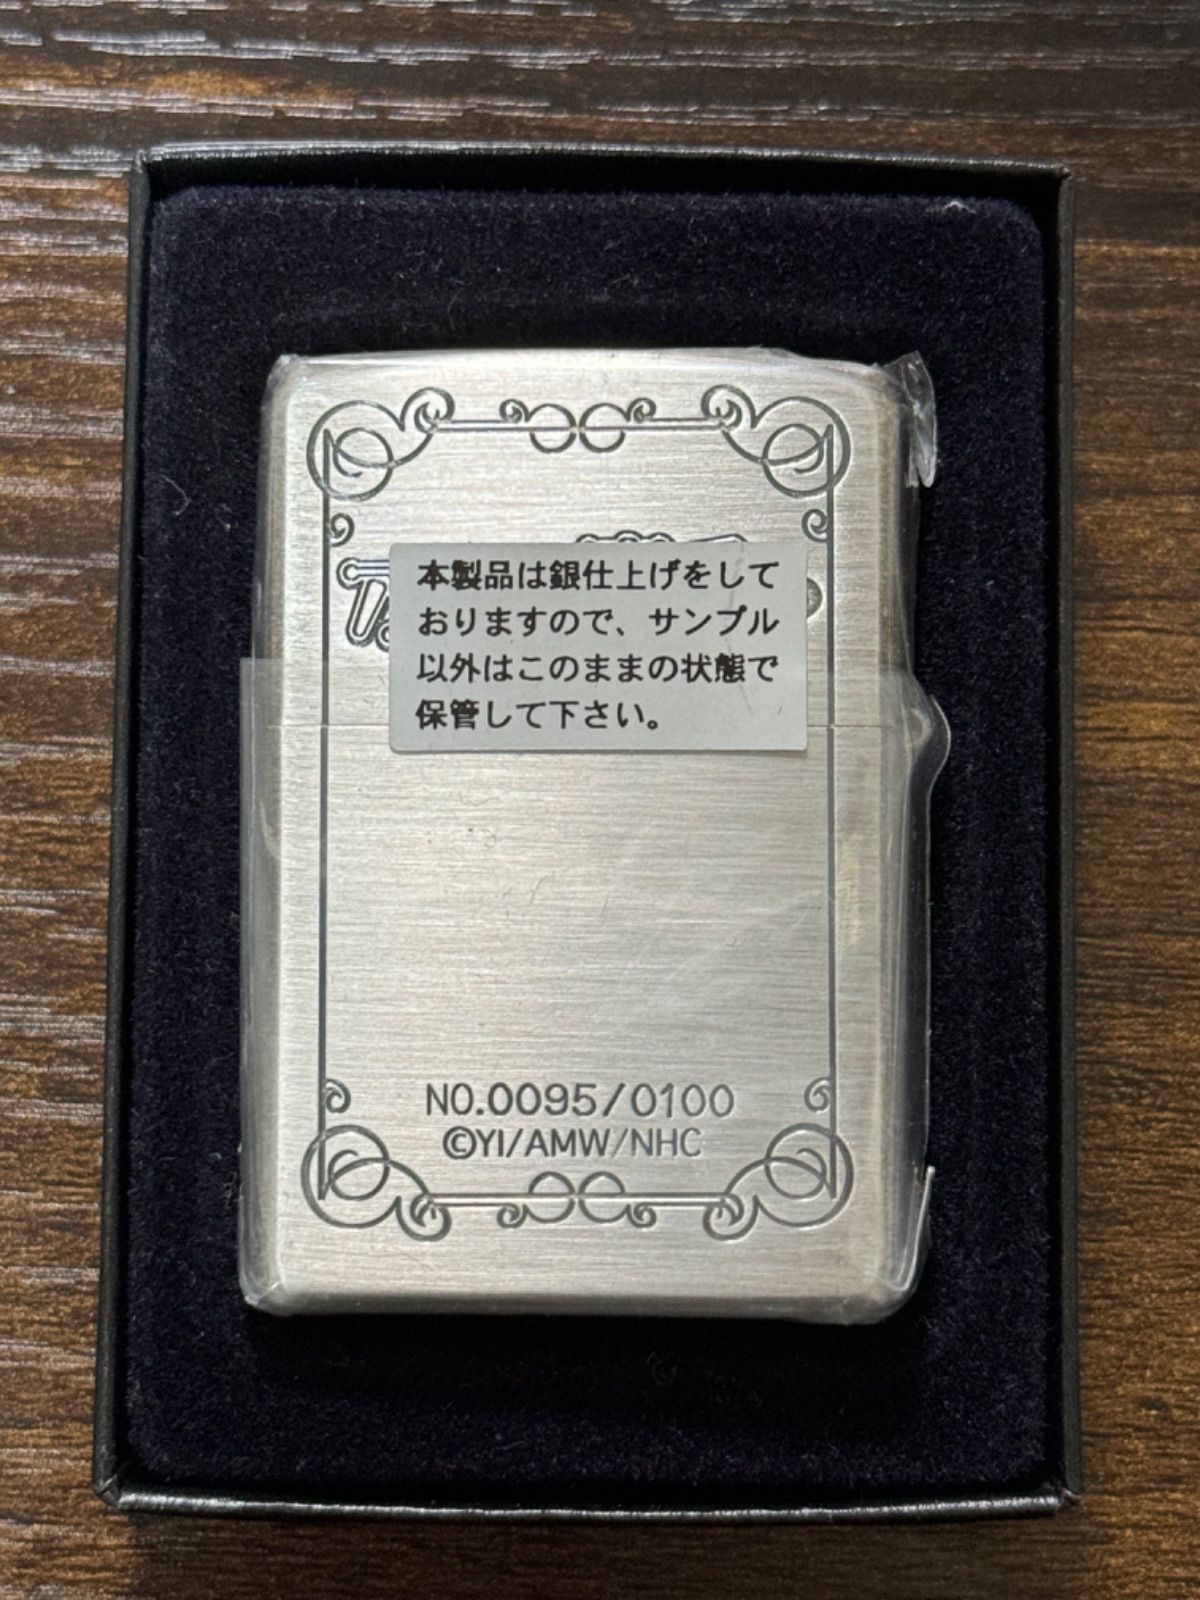 本製品は銀仕上げをして
おりますので、サンプル
以外はこのままの状態で
保管して下さい。
NO.0095/0100
©YI/AMW/NHC